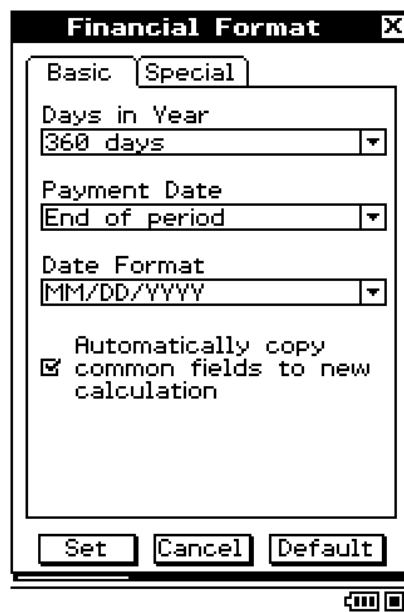 Financial Format
Basic Special
Days in Year
360 days
Payment Date
End of period
Date Format
MM/DD/YYYY
Automatically copy
common fields to new
calculation
Set Cancel Default